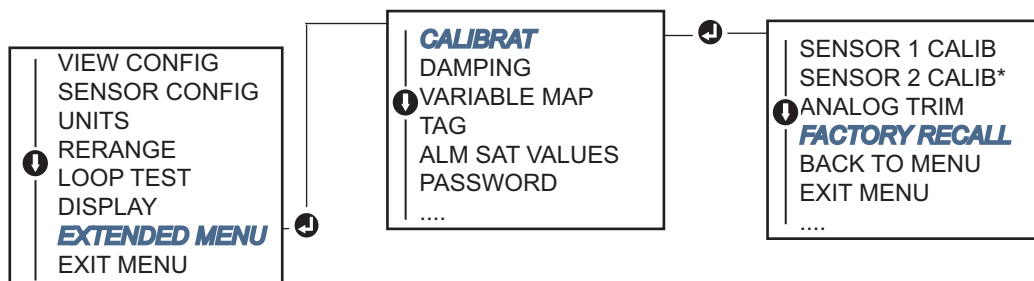 VIEW CONFIG
SENSOR CONFIG
UNITS
RERANGE
LOOP TEST
DISPLAY
EXTENDED MENU
EXIT MENU
CALIBRAT
DAMPING
VARIABLE MAP
TAG
ALM SAT VALUES
PASSWORD
....
SENSOR 1 CALIB
SENSOR 2 CALIB*
ANALOG TRIM
FACTORY RECALL
BACK TO MENU
EXIT MENU
....